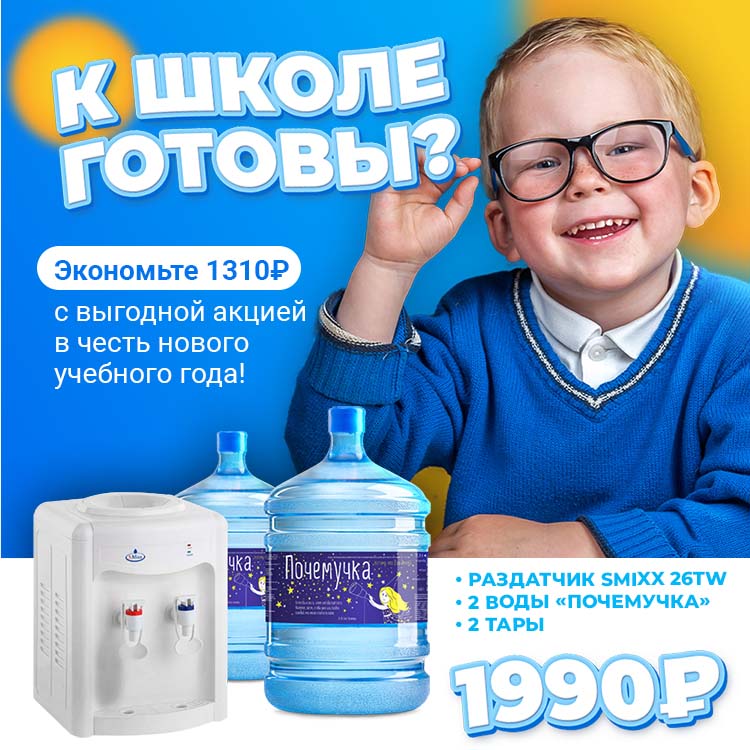 К ШКОЛЕ
ГОТОВЫ?
Экономьте 1310₽
с выгодной акцией
в честь нового
учебного года!
Почемучка
• РАЗДАТЧИК SMIXX 26TW
• 2 ВОДЫ «ПОЧЕМУЧКА»
• 2 ТАРЫ
1990₽